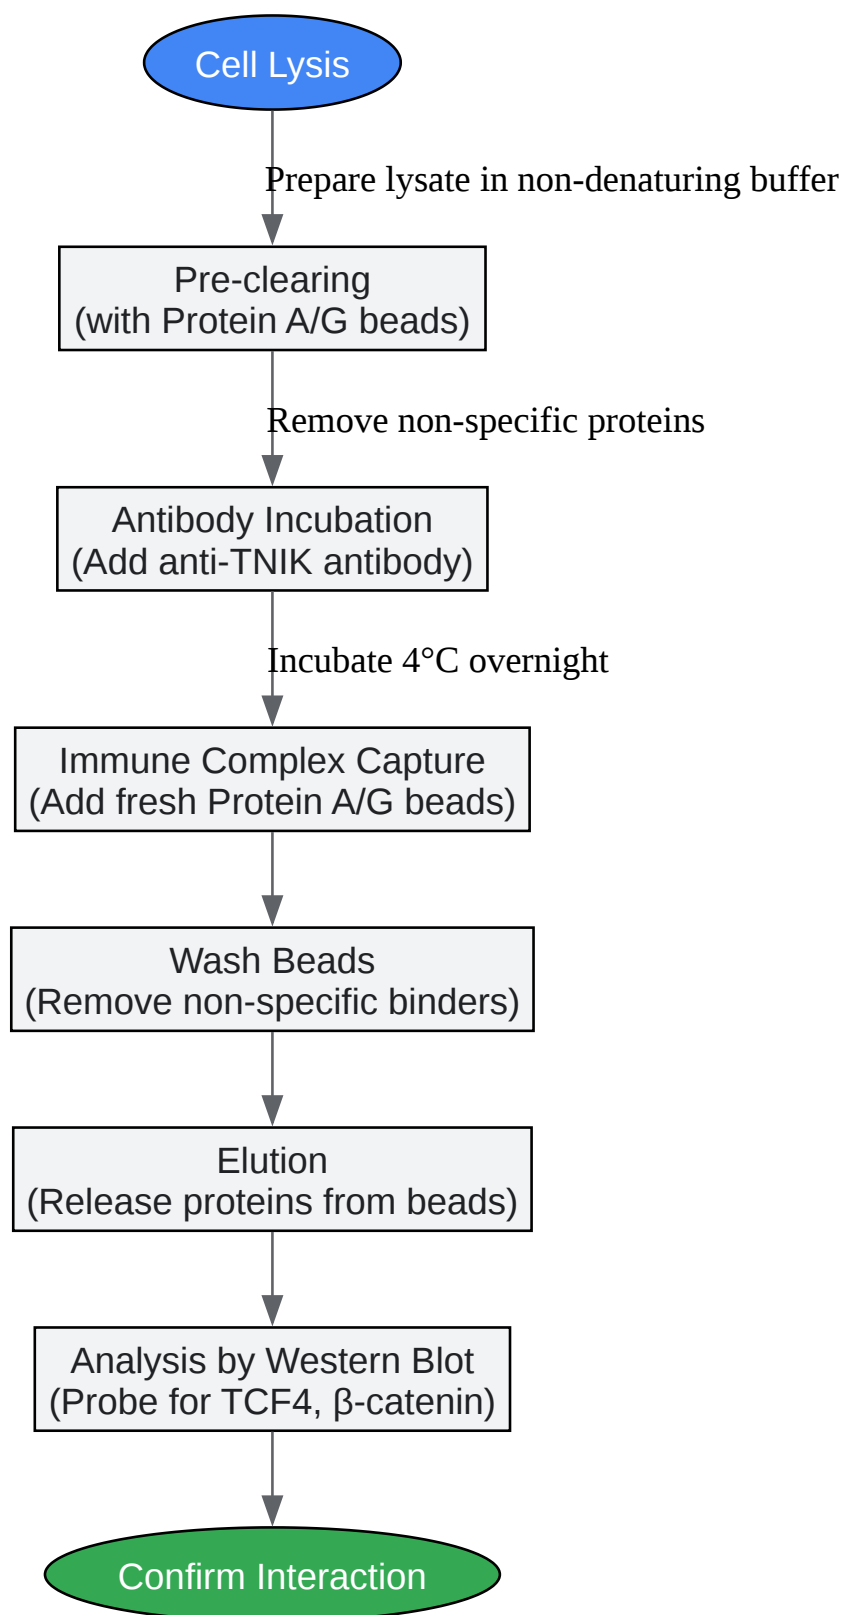 Cell Lysis
Prepare lysate in non-denaturing buffer
Pre-clearing
(with Protein A/G beads)
Remove non-specific proteins
Antibody Incubation
(Add anti-TNIK antibody)
Incubate 4°C overnight
Immune Complex Capture
(Add fresh Protein A/G beads)
Wash Beads
(Remove non-specific binders)
Elution
(Release proteins from beads)
Analysis by Western Blot
(Probe for TCF4, β-catenin)
Confirm Interaction